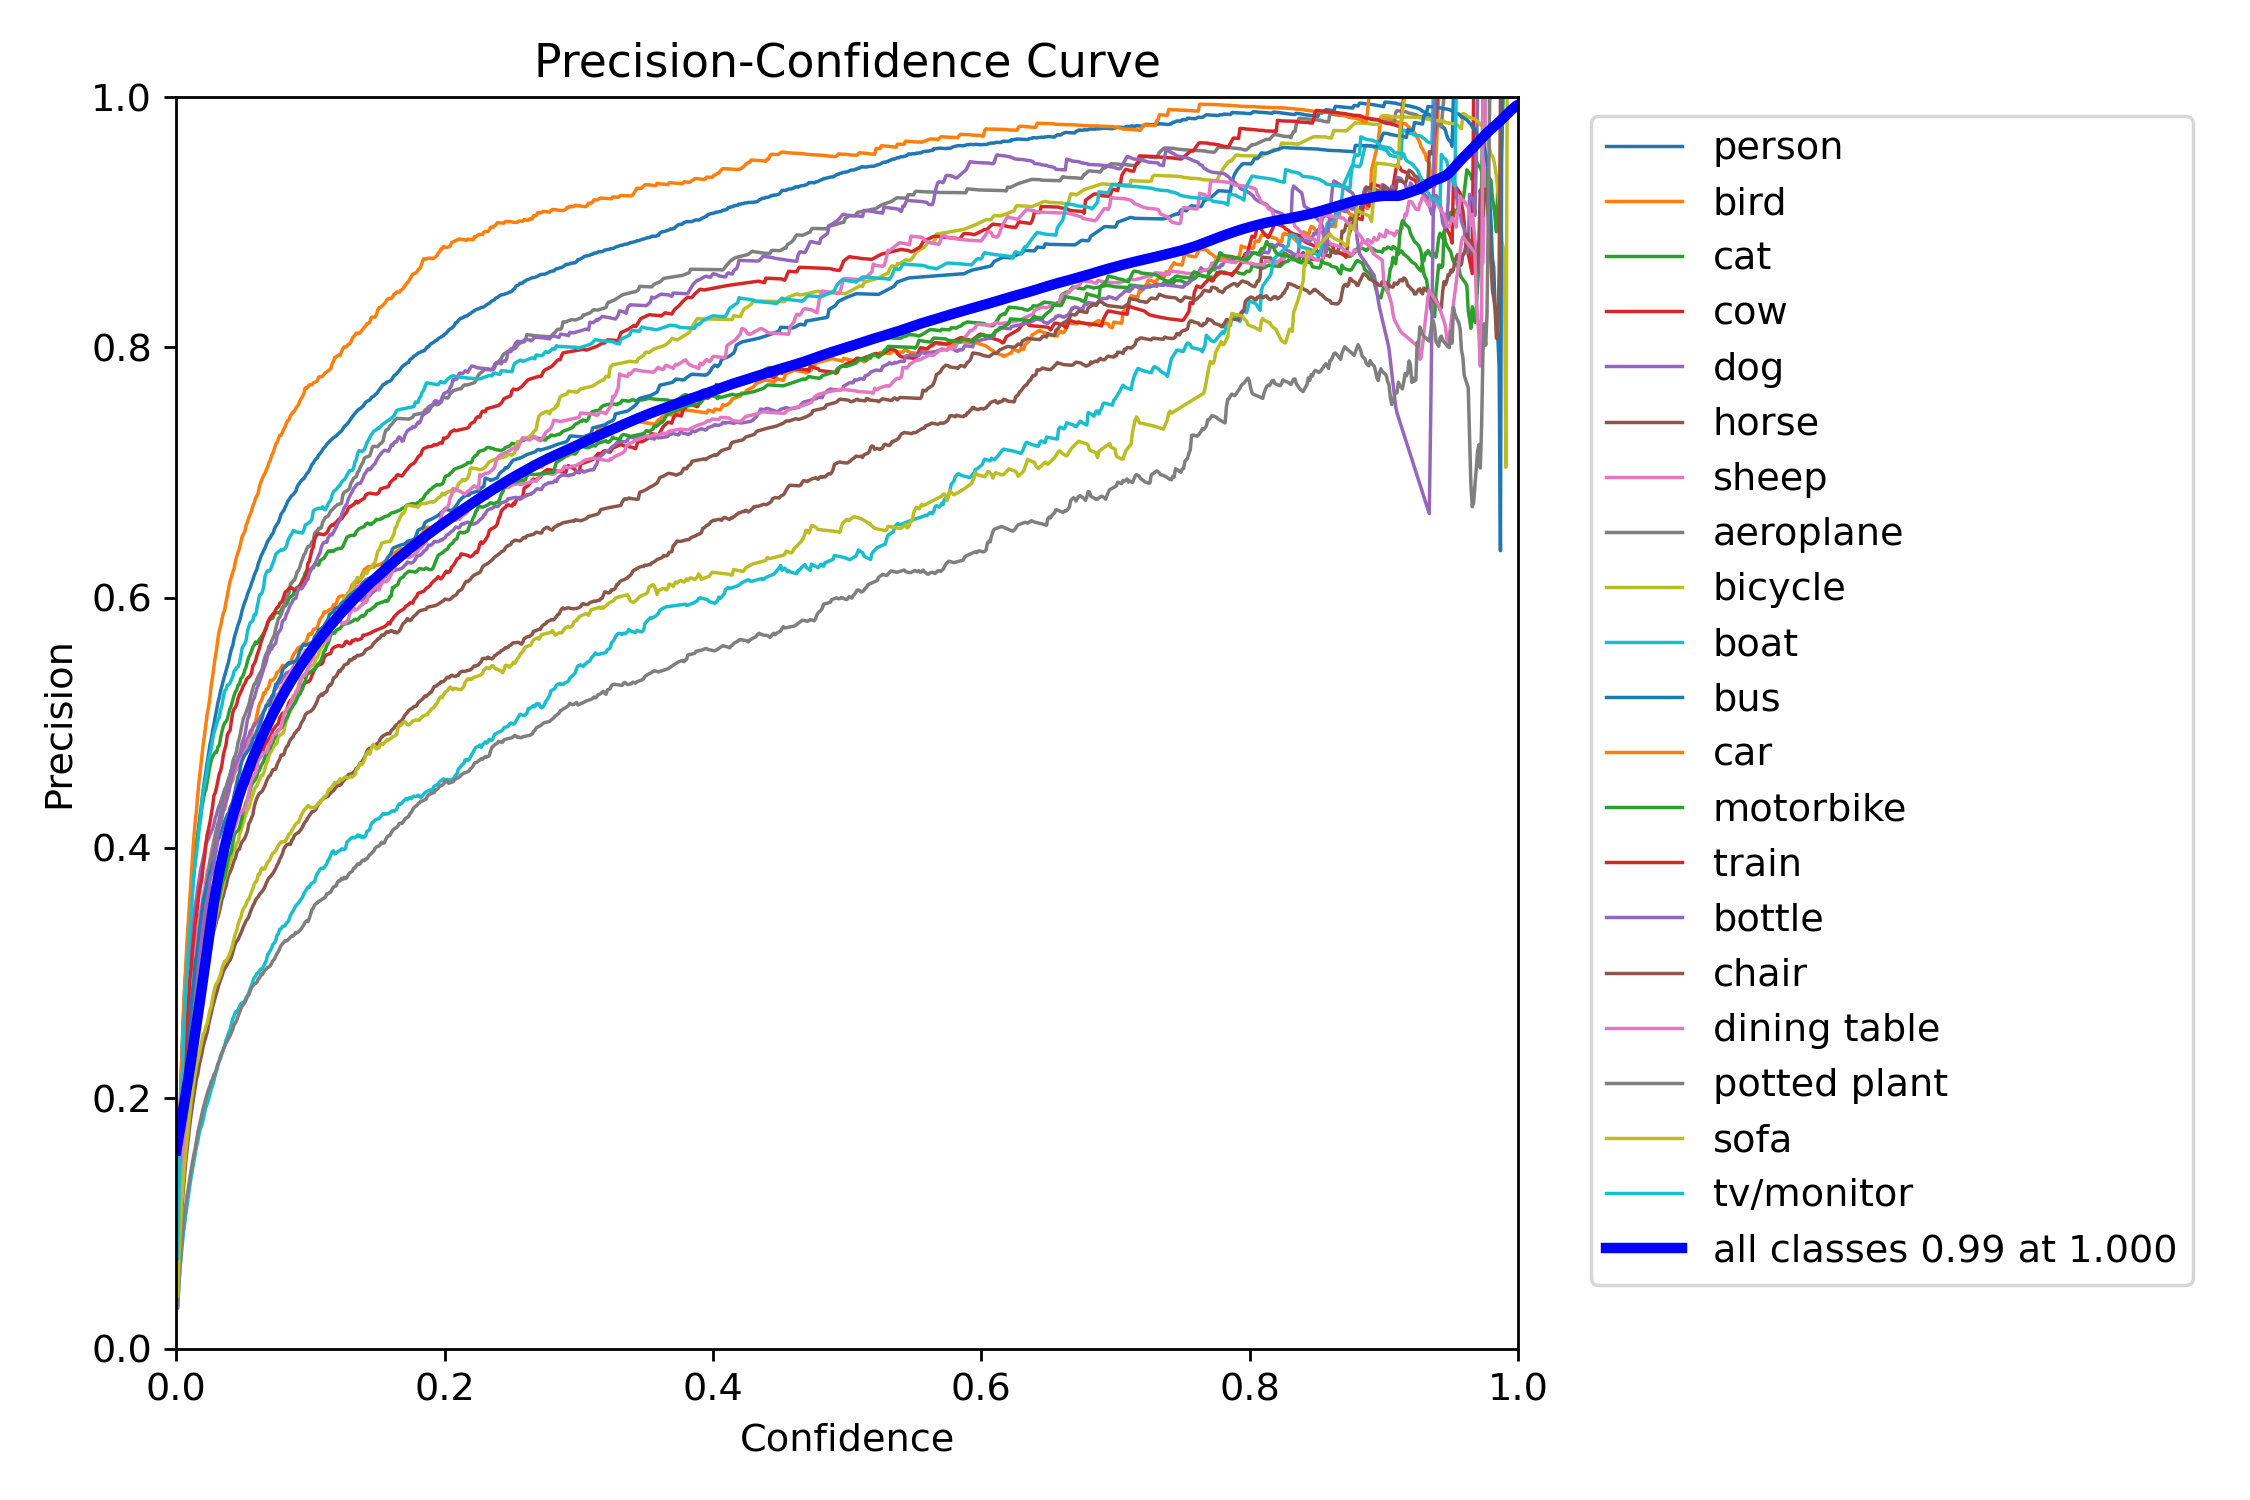 Precision-Confidence Curve
1.0
0.8
0.6
0.4
0.2
0.0
Precision
0.0 0.2 0.4 0.6 0.8 1.0
Confidence
person
bird
cat
cow
dog
horse
sheep
aeroplane
bicycle
boat
bus
car
motorbike
train
bottle
chair
dining table
potted plant
sofa
tv/monitor
all classes 0.99 at 1.000